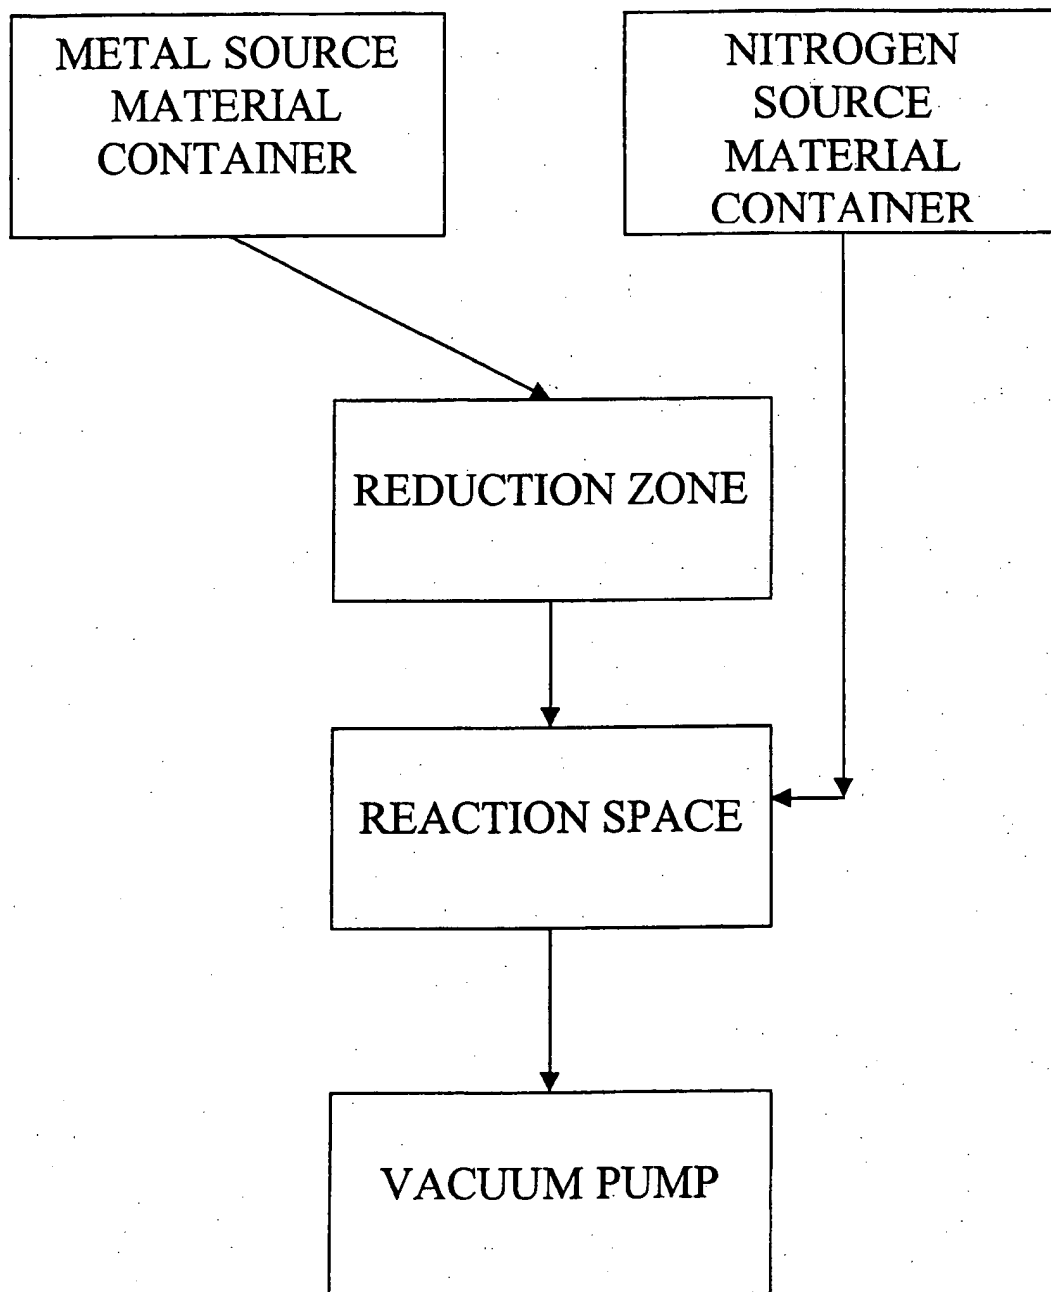 METAL SOURCE
MATERIAL
CONTAINER
NITROGEN
SOURCE
MATERIAL
CONTAINER
REDUCTION ZONE
REACTION SPACE
VACUUM PUMP